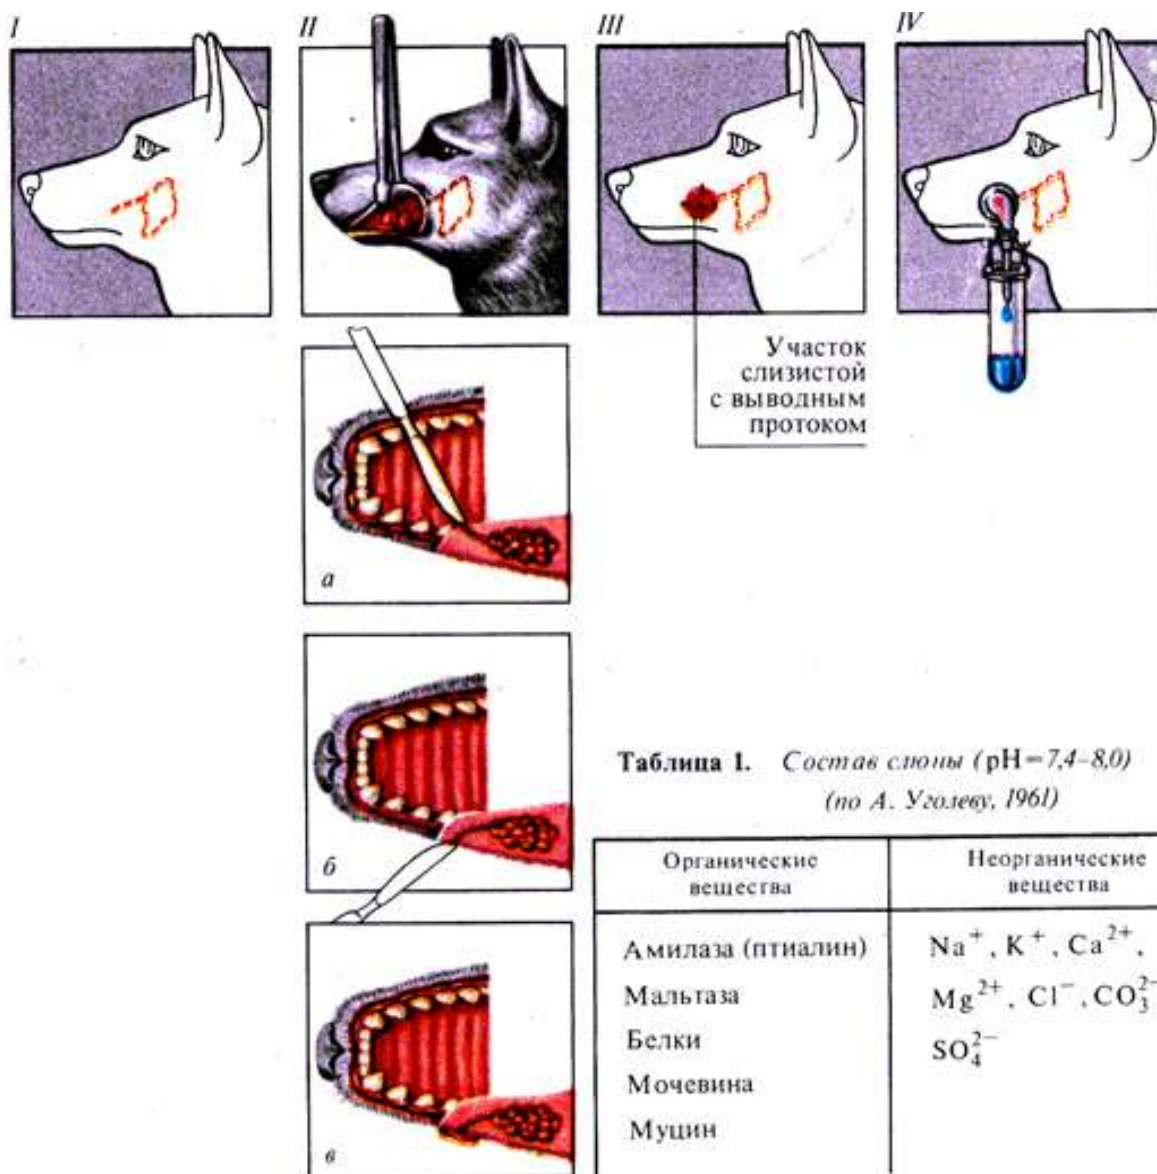 I
II
III
IV
Участок
слизистой
с выводным
протоком
а
б
в
Таблица 1. Состав слюны (pH=7,4–8,0)
(по А. Уголеву, 1961)
Органические
вещества
Неорганические
вещества
Амилаза (птиалин)
Na⁺, K⁺, Ca²⁺,
Мальтаза
Mg²⁺, Cl⁻, CO₃²⁻
Белки
SO₄²⁻
Мочевина
Муцин